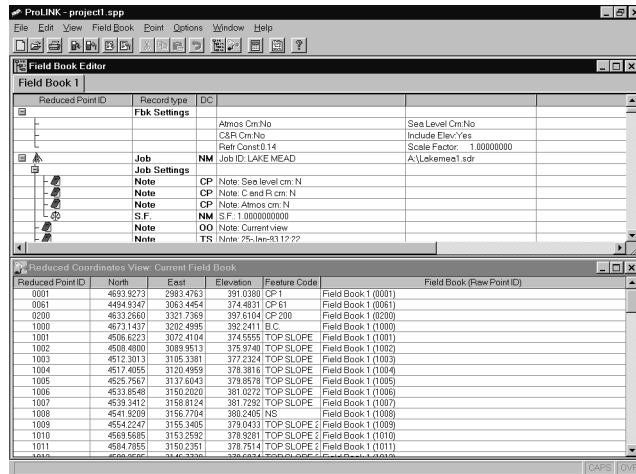 ProLINK - project1.spp
File Edit View Field Book Point Options Window Help
Field Book Editor
Field Book 1
Reduced Point ID Record type DC
Fbk Settings
Atmos Crn:No Sea Level Crn:No
C&R Crn:No Include Elev:Yes
Refr Const:0.14 Scale Factor: 1.00000000
Job NM Job ID: LAKE MEAD A:\Lakemea1.sdr
Job Settings
Note CP Note: Sea level crn: N
Note CP Note: C and R crn: N
Note CP Note: Atmos crn: N
S.F. NM S.F.: 1.0000000000
Note OO Note: Current view
Note TS Note: 25-Jan-93 12:22
Reduced Coordinates View: Current Field Book
Reduced Point ID North East Elevation Feature Code Field Book (Raw Point ID)
0001 4693.9273 2983.4763 391.0380 CP 1 Field Book 1 (0001)
0061 4494.9347 3063.4454 374.4831 CP 61 Field Book 1 (0061)
0200 4633.2660 3321.7369 397.6104 CP 200 Field Book 1 (0200)
1000 4673.1437 3202.4995 392.2411 B.C. Field Book 1 (1000)
1001 4506.6223 3072.4104 374.5555 TOP SLOPE Field Book 1 (1001)
1002 4508.4800 3089.9513 375.9740 TOP SLOPE Field Book 1 (1002)
1003 4512.3013 3105.3381 377.2324 TOP SLOPE Field Book 1 (1003)
1004 4517.4055 3120.4959 378.3816 TOP SLOPE Field Book 1 (1004)
1005 4525.7567 3137.6043 379.8578 TOP SLOPE Field Book 1 (1005)
1006 4533.8548 3150.2020 381.0272 TOP SLOPE Field Book 1 (1006)
1007 4539.3412 3158.8124 381.7292 TOP SLOPE Field Book 1 (1007)
1008 4541.9209 3156.7704 380.2405 NS Field Book 1 (1008)
1009 4554.2247 3155.3405 379.0433 TOP SLOPE 2 Field Book 1 (1009)
1010 4569.5685 3153.2592 378.9281 TOP SLOPE 2 Field Book 1 (1010)
1011 4584.7855 3150.2351 378.7514 TOP SLOPE 2 Field Book 1 (1011)
CAPS OVR